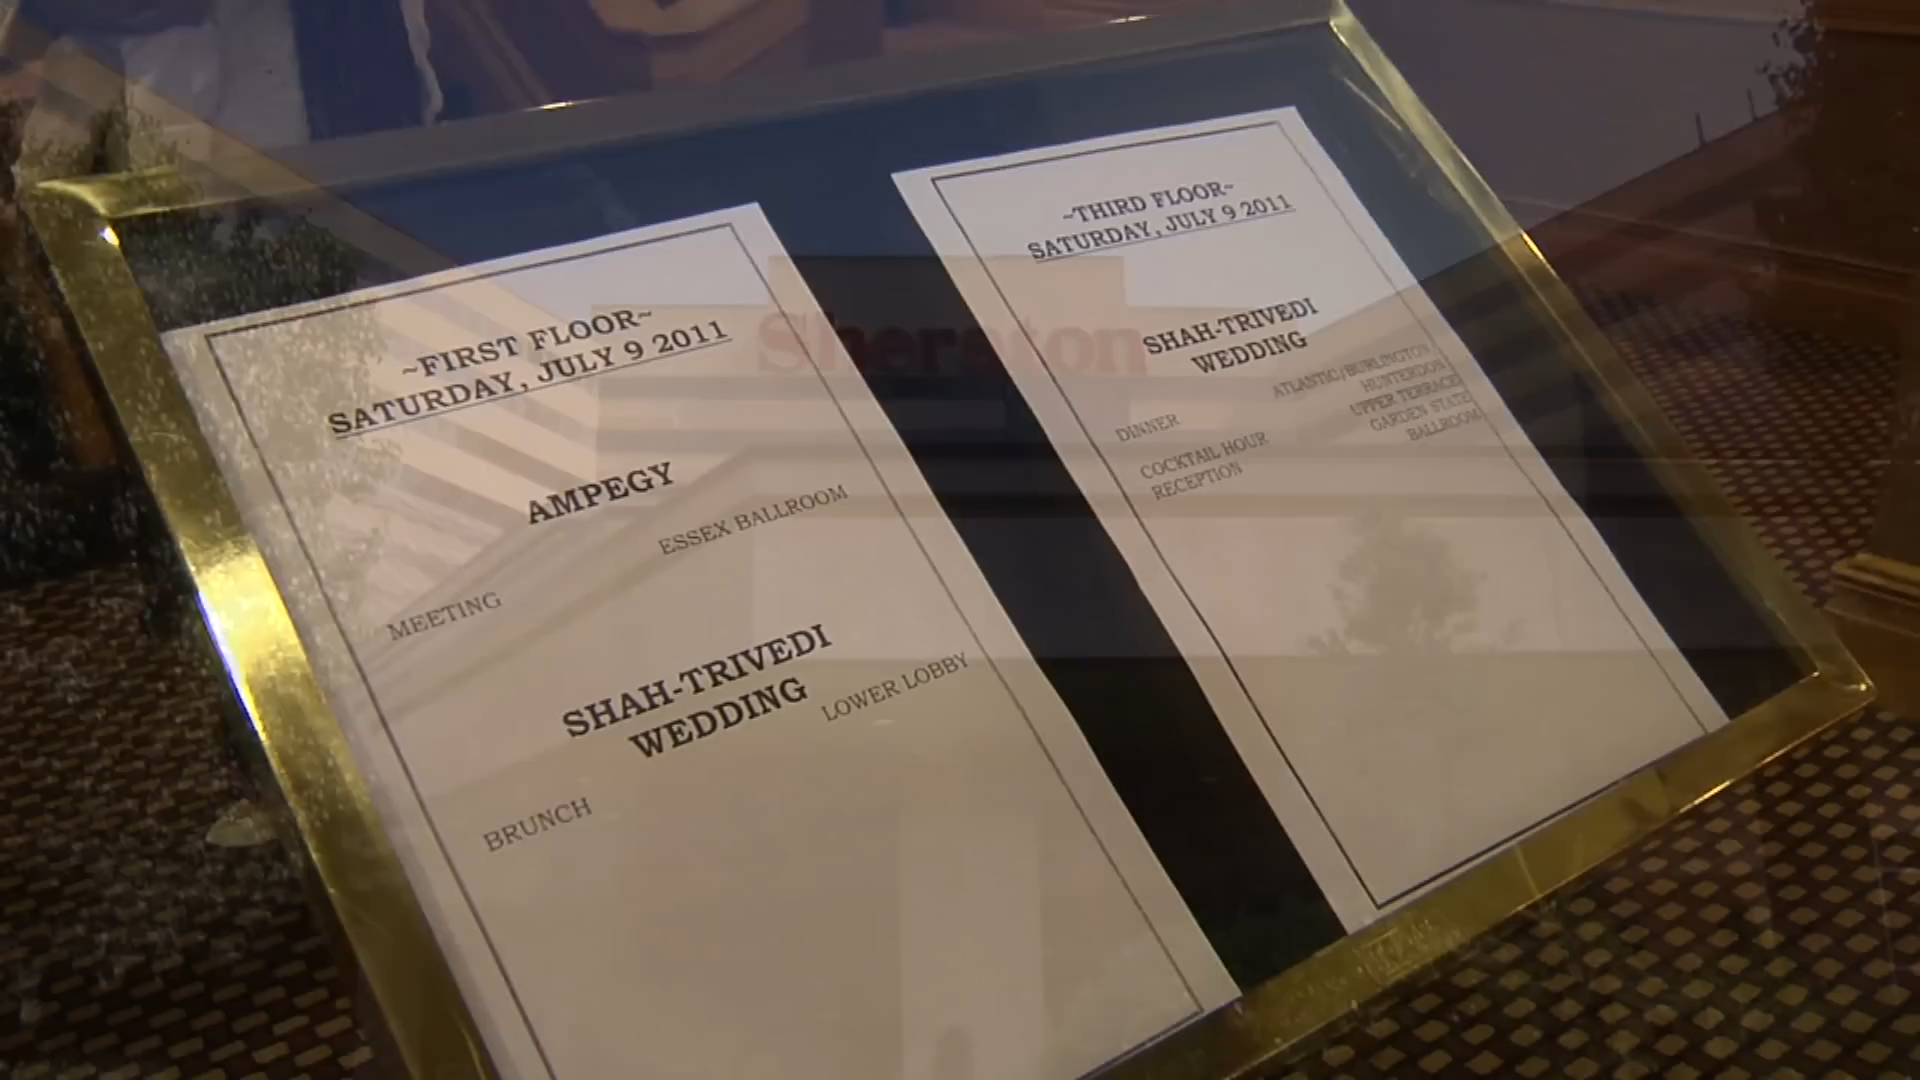 ~FIRST FLOOR~
SATURDAY, JULY 9 2011
AMPEGY
MEETING
ESSEX BALLROOM
SHAH-TRIVEDI
WEDDING
BRUNCH
LOWER LOBBY
~THIRD FLOOR~
SATURDAY, JULY 9 2011
SHAH-TRIVEDI
WEDDING
DINNER
ATLANTIC/BURLINGTON
HUNTERDON
COCKTAIL HOUR
UPPER TERRACE
RECEPTION
GARDEN STATE
BALLROOM
Sheraton